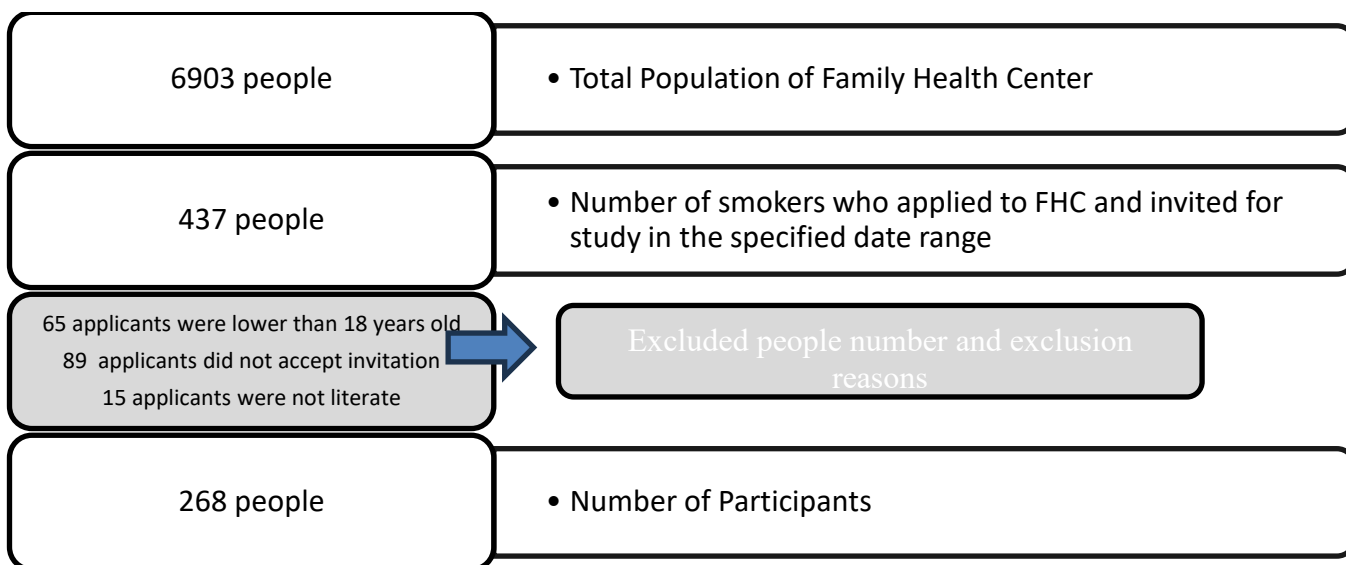 6903 people
• Total Population of Family Health Center
437 people
• Number of smokers who applied to FHC and invited for
study in the specified date range
65 applicants were lower than 18 years old
89 applicants did not accept invitation
15 applicants were not literate
Excluded people number and exclusion
reasons
268 people
• Number of Participants